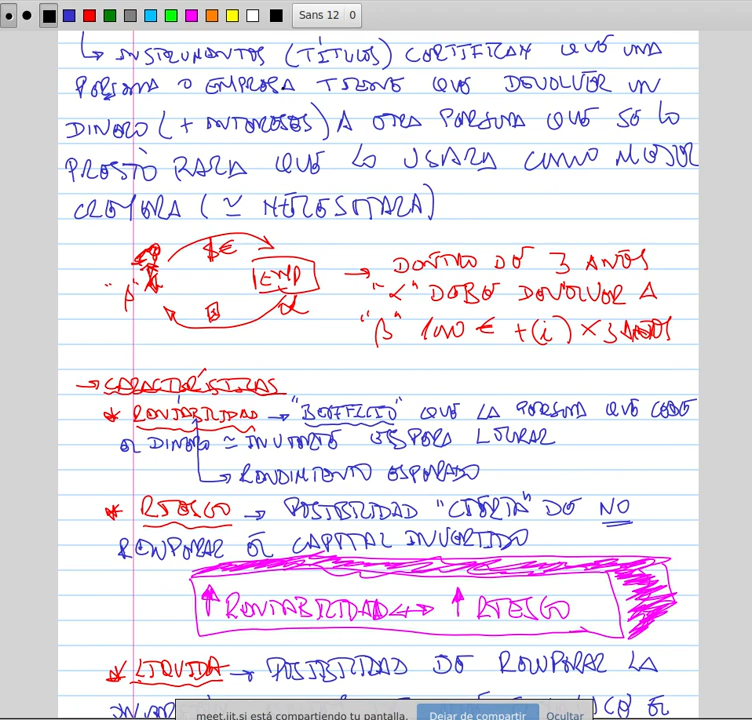 Sans 12 0
↳ INSTRUMENTOS (TÍTULOS) CERTIFICAN QUE UNA
PERSONA O EMPRESA TIENE QUE DEVOLVER UN
DINERO (+ INTERESES) A OTRA PERSONA QUE SE LO
PRESTÓ PARA QUE LO USARA COMO MEJOR
CREYERA (≃ NECESITARA)
$€
"β" EMP → DENTRO DE 3 AÑOS
α "α" DEBE DEVOLVER A
"β" 1000 € + (i) × 3 AÑOS
→ CARACTERÍSTICAS
* RENTABILIDAD → "BENEFICIO" QUE LA PERSONA QUE CEDE
EL DINERO ≃ INVIERTE ESPERA LOGRAR
↳ RENDIMIENTO ESPERADO
* RIESGO → POSIBILIDAD "CIERTA" DE NO
RECUPERAR EL CAPITAL INVERTIDO
↑ RENTABILIDAD ↔ ↑ RIESGO
* LIQUIDA → POSIBILIDAD DE RECUPERAR LA
EL
meet.jit.si está compartiendo tu pantalla. Dejar de compartir Ocultar